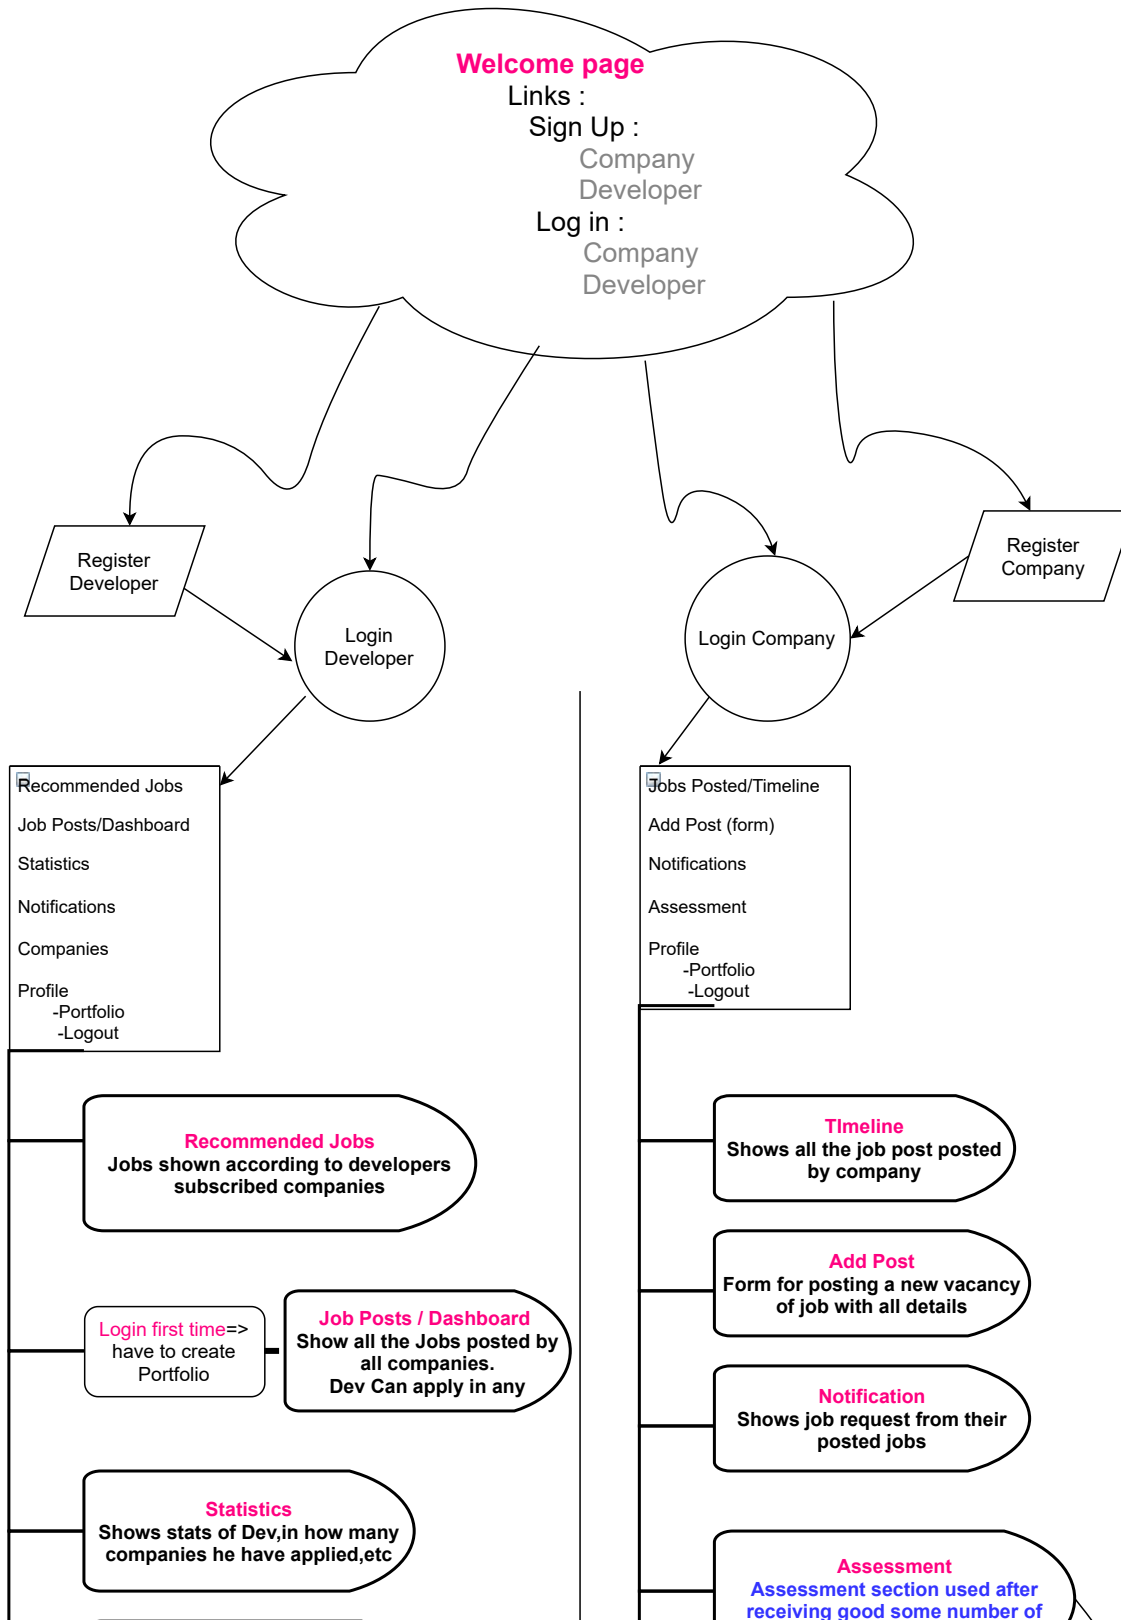 Welcome page
Links :
Sign Up :
Company
Developer
Log in :
Company
Developer
Register
Developer
Login
Developer
Login Company
Register
Company
Recommended Jobs
Job Posts/Dashboard
Statistics
Notifications
Companies
Profile
-Portfolio
-Logout
Jobs Posted/Timeline
Add Post (form)
Notifications
Assessment
Profile
-Portfolio
-Logout
Recommended Jobs
Jobs shown according to developers
subscribed companies
Login first time=>
have to create
Portfolio
Job Posts / Dashboard
Show all the Jobs posted by
all companies.
Dev Can apply in any
Statistics
Shows stats of Dev,in how many
companies he have applied,etc
TImeline
Shows all the job post posted
by company
Add Post
Form for posting a new vacancy
of job with all details
Notification
Shows job request from their
posted jobs
Assessment
Assessment section used after
receiving good some number of